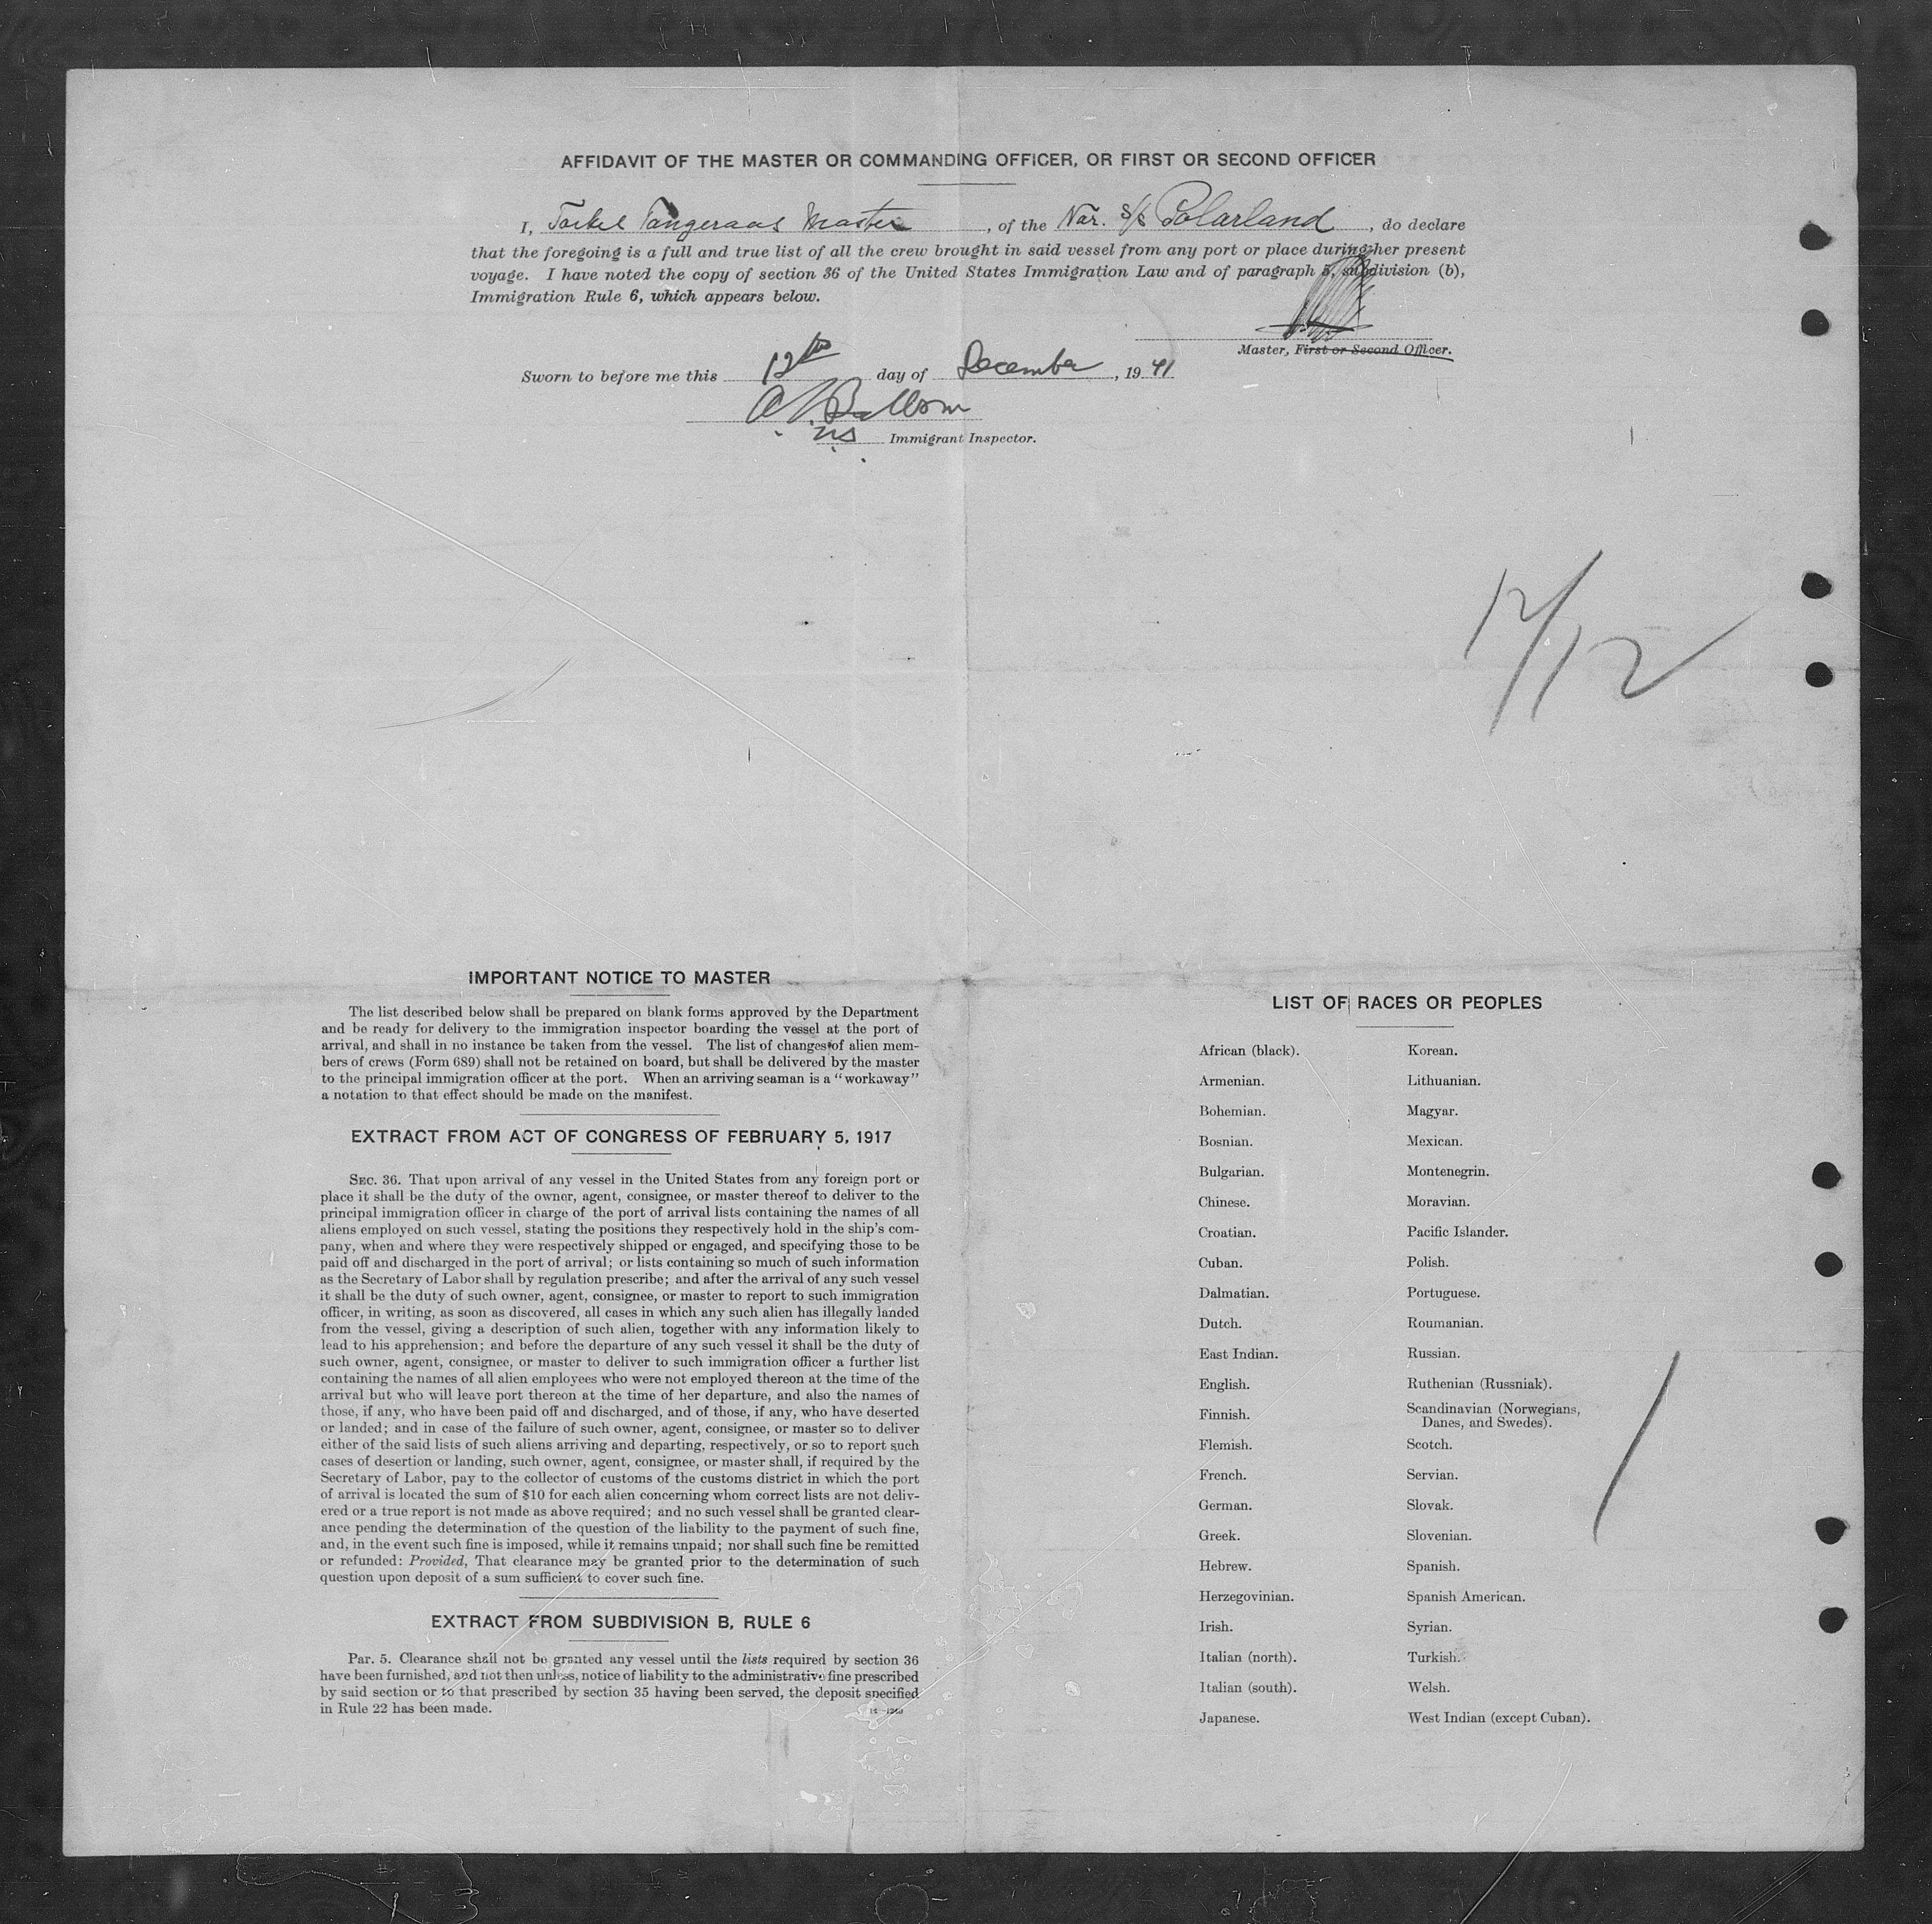 AFFIDAVIT OF THE MASTER OR COMMANDING OFFICER, OR FIRST OR SECOND OFFICER
I, Torkel Tangeraas Master, of the Nor. s/s Polarland, do declare
that the foregoing is a full and true list of all the crew brought in said vessel from any port or place during her present
voyage. I have noted the copy of section 36 of the United States Immigration Law and of paragraph 5, subdivision (b),
Immigration Rule 6, which appears below.
Master, First or Second Officer.
Sworn to before me this 12th day of December, 1941
Immigrant Inspector.
12/12
IMPORTANT NOTICE TO MASTER
The list described below shall be prepared on blank forms approved by the Department
and be ready for delivery to the immigration inspector boarding the vessel at the port of
arrival, and shall in no instance be taken from the vessel. The list of changes of alien mem-
bers of crews (Form 689) shall not be retained on board, but shall be delivered by the master
to the principal immigration officer at the port. When an arriving seaman is a "workaway"
a notation to that effect should be made on the manifest.
EXTRACT FROM ACT OF CONGRESS OF FEBRUARY 5, 1917
SEC. 36. That upon arrival of any vessel in the United States from any foreign port or
place it shall be the duty of the owner, agent, consignee, or master thereof to deliver to the
principal immigration officer in charge of the port of arrival lists containing the names of all
aliens employed on such vessel, stating the positions they respectively hold in the ship's com-
pany, when and where they were respectively shipped or engaged, and specifying those to be
paid off and discharged in the port of arrival; or lists containing so much of such information
as the Secretary of Labor shall by regulation prescribe; and after the arrival of any such vessel
it shall be the duty of such owner, agent, consignee, or master to report to such immigration
officer, in writing, as soon as discovered, all cases in which any such alien has illegally landed
from the vessel, giving a description of such alien, together with any information likely to
lead to his apprehension; and before the departure of any such vessel it shall be the duty of
such owner, agent, consignee, or master to deliver to such immigration officer a further list
containing the names of all alien employees who were not employed thereon at the time of the
arrival but who will leave port thereon at the time of her departure, and also the names of
those, if any, who have been paid off and discharged, and of those, if any, who have deserted
or landed; and in case of the failure of such owner, agent, consignee, or master so to deliver
either of the said lists of such aliens arriving and departing, respectively, or so to report such
cases of desertion or landing, such owner, agent, consignee, or master shall, if required by the
Secretary of Labor, pay to the collector of customs of the customs district in which the port
of arrival is located the sum of $10 for each alien concerning whom correct lists are not deliv-
ered or a true report is not made as above required; and no such vessel shall be granted clear-
ance pending the determination of the question of the liability to the payment of such fine,
and, in the event such fine is imposed, while it remains unpaid; nor shall such fine be remitted
or refunded: Provided, That clearance may be granted prior to the determination of such
question upon deposit of a sum sufficient to cover such fine.
EXTRACT FROM SUBDIVISION B, RULE 6
Par. 5. Clearance shall not be granted any vessel until the lists required by section 36
have been furnished, and not then unless, notice of liability to the administrative fine prescribed
by said section or to that prescribed by section 35 having been served, the deposit specified
in Rule 22 has been made.
LIST OF RACES OR PEOPLES
African (black).
Armenian.
Bohemian.
Bosnian.
Bulgarian.
Chinese.
Croatian.
Cuban.
Dalmatian.
Dutch.
East Indian.
English.
Finnish.
Flemish.
French.
German.
Greek.
Hebrew.
Herzegovinian.
Irish.
Italian (north).
Italian (south).
Japanese.
Korean.
Lithuanian.
Magyar.
Mexican.
Montenegrin.
Moravian.
Pacific Islander.
Polish.
Portuguese.
Roumanian.
Russian.
Ruthenian (Russniak).
Scandinavian (Norwegians,
Danes, and Swedes).
Scotch.
Servian.
Slovak.
Slovenian.
Spanish.
Spanish American.
Syrian.
Turkish.
Welsh.
West Indian (except Cuban).